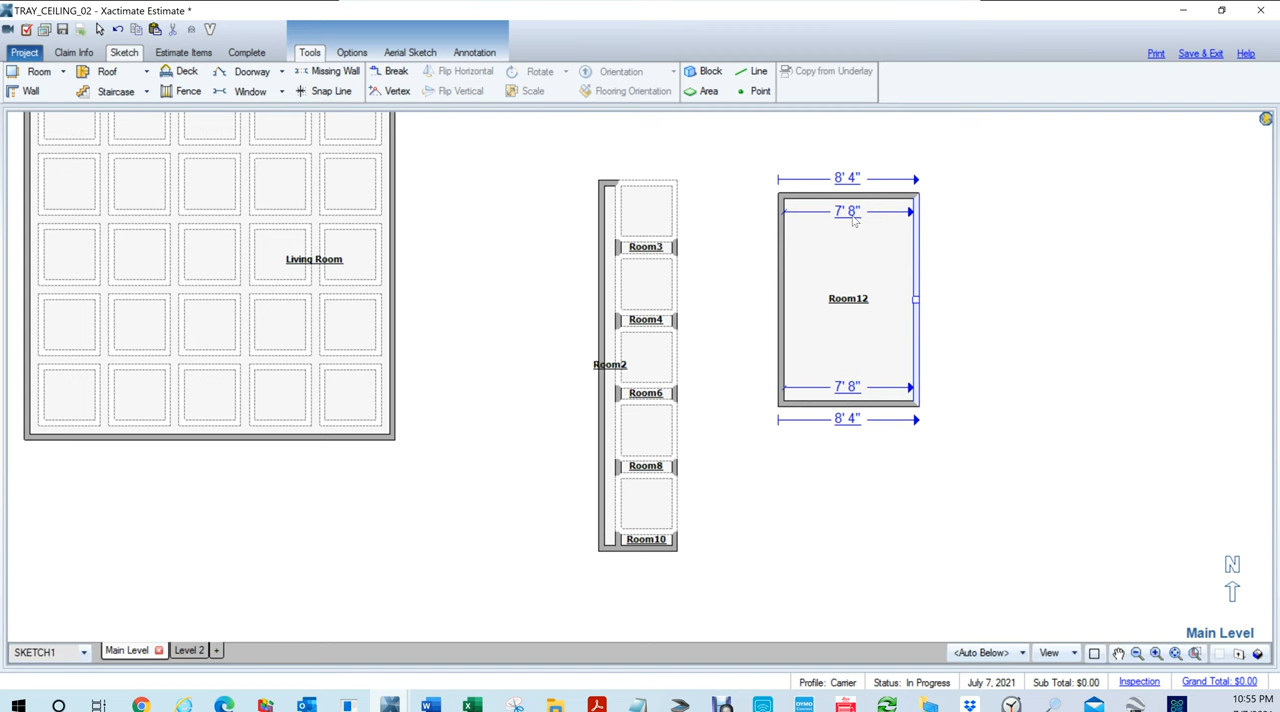 TRAY_CEILING_02 - Xactimate Estimate *
Project Claim Info Sketch Estimate Items Complete Tools Options Aerial Sketch Annotation Print Save & Exit Help
Room Roof Deck Doorway Missing Wall Break Flip Horizontal Rotate Orientation Block Line Copy from Underlay
Wall Staircase Fence Window Snap Line Vertex Flip Vertical Scale Flooring Orientation Area Point
8' 4"
7' 8"
Room3
Living Room
Room12
Room4
Room2
7' 8"
Room6
8' 4"
Room8
Room10
N
Main Level
SKETCH1 Main Level Level 2 + <Auto Below> View
Profile: Carrier Status: In Progress July 7, 2021 Sub Total: $0.00 Inspection Grand Total: $0.00
10:55 PM